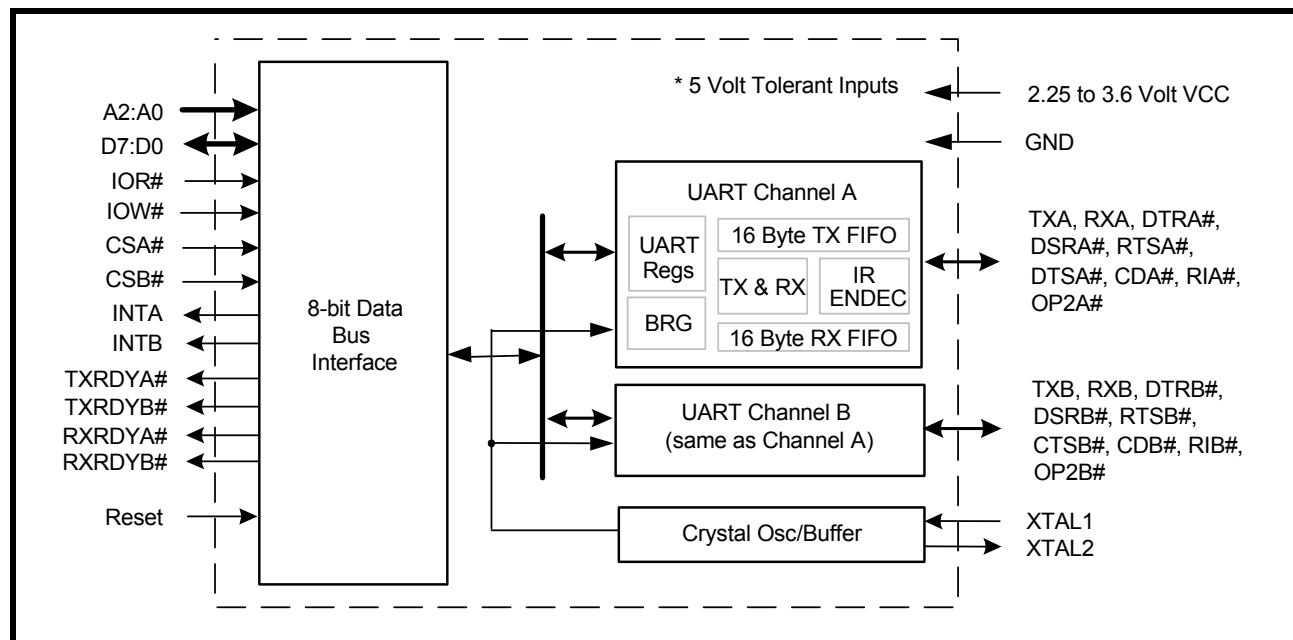 A2:A0
D7:D0
IOR#
IOW#
CSA#
CSB#
INTA
INTB
TXRDYA#
TXRDYB#
RXRDYA#
RXRDYB#
Reset
8-bit Data
Bus
Interface
* 5 Volt Tolerant Inputs
2.25 to 3.6 Volt VCC
GND
UART Channel A
UART
Regs
16 Byte TX FIFO
TX & RX
IR
ENDEC
BRG
16 Byte RX FIFO
TXA, RXA, DTRA#,
DSRA#, RTSA#,
DTSA#, CDA#, RIA#,
OP2A#
UART Channel B
(same as Channel A)
TXB, RXB, DTRB#,
DSRB#, RTSB#,
CTSB#, CDB#, RIB#,
OP2B#
Crystal Osc/Buffer
XTAL1
XTAL2